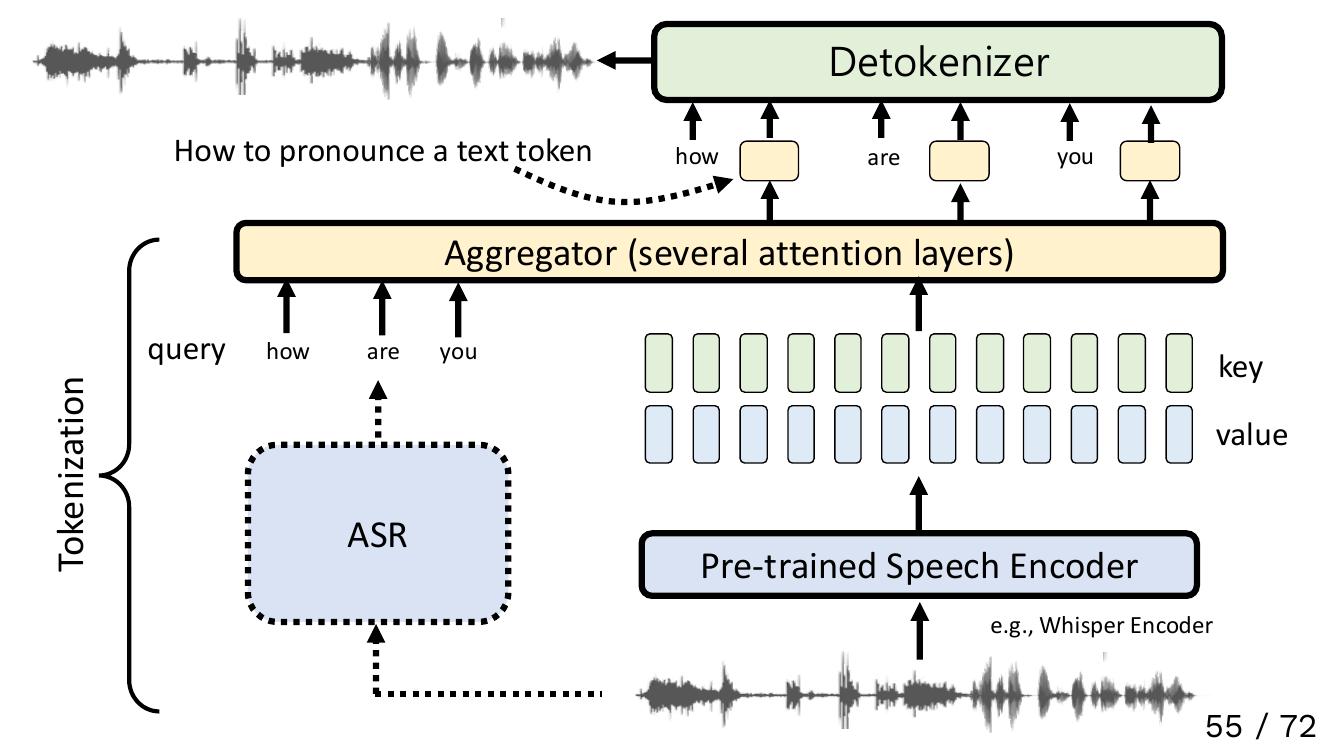 Detokenizer
How to pronounce a text token
how are you
Aggregator (several attention layers)
query how are you
key
value
Tokenization
ASR
Pre-trained Speech Encoder
e.g., Whisper Encoder
55 / 72